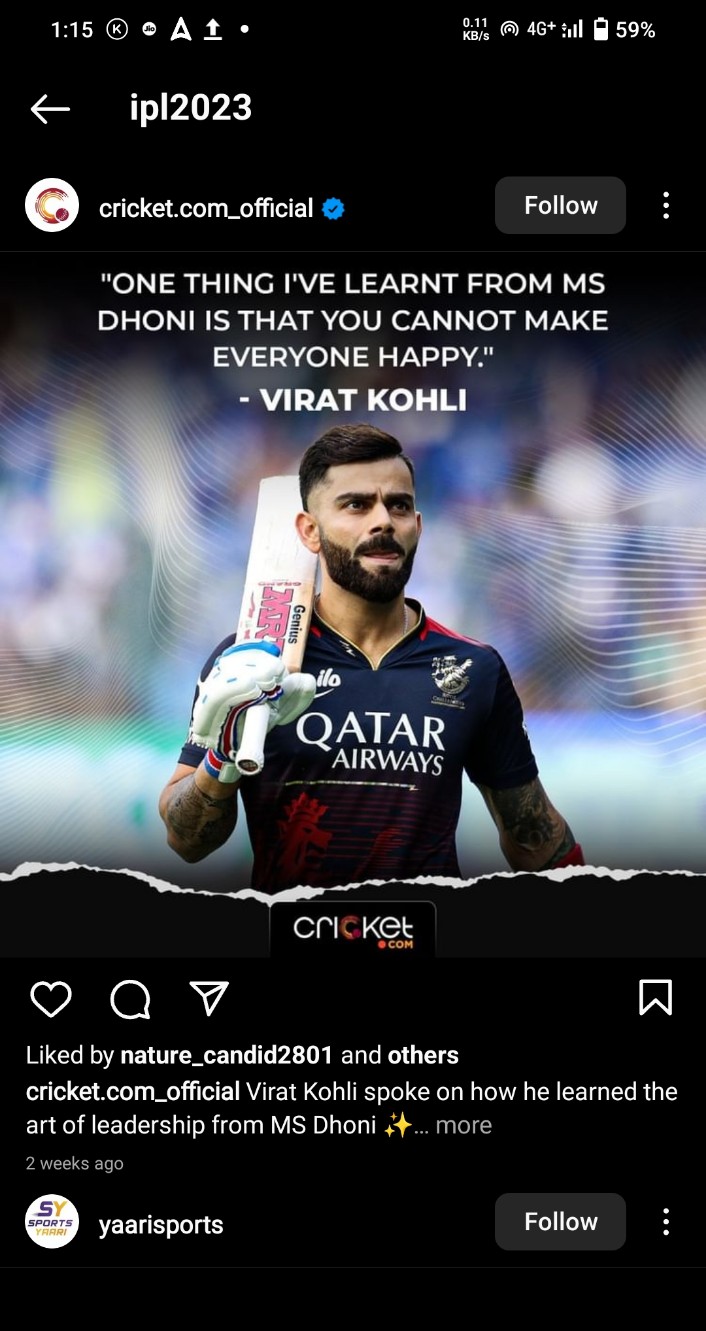 1:15 K Jio 0.11 KB/s 4G+ 59%
ipl2023
cricket.com_official Follow
"ONE THING I'VE LEARNT FROM MS
DHONI IS THAT YOU CANNOT MAKE
EVERYONE HAPPY."
- VIRAT KOHLI
MRF
Genius
jio
QATAR
AIRWAYS
cricket
COM
Liked by nature_candid2801 and others
cricket.com_official Virat Kohli spoke on how he learned the
art of leadership from MS Dhoni ✨... more
2 weeks ago
SY
SPORTS
YAARI
yaarisports Follow